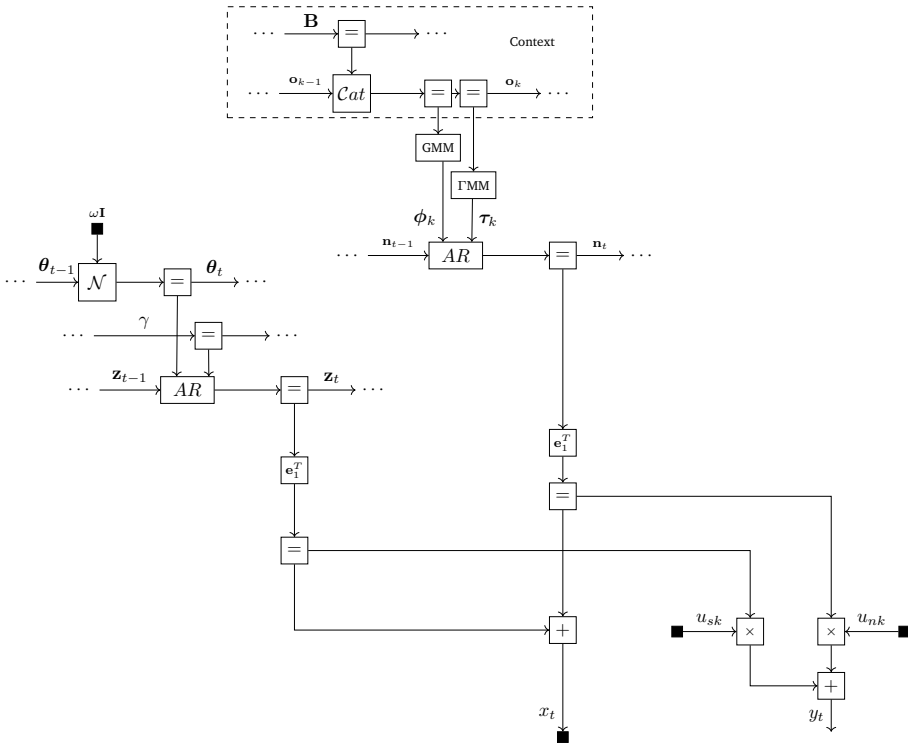 ⋯ B = ⋯
Context
⋯ o_{k−1} Cat = = o_k ⋯
GMM
ΓMM
ϕ_k τ_k
⋯ n_{t−1} AR = n_t ⋯
ωI
⋯ θ_{t−1} N = θ_t ⋯
⋯ γ = ⋯
⋯ z_{t−1} AR = z_t ⋯
e_1^T
e_1^T
=
=
u_{sk} × × u_{nk}
+
+
x_t
y_t